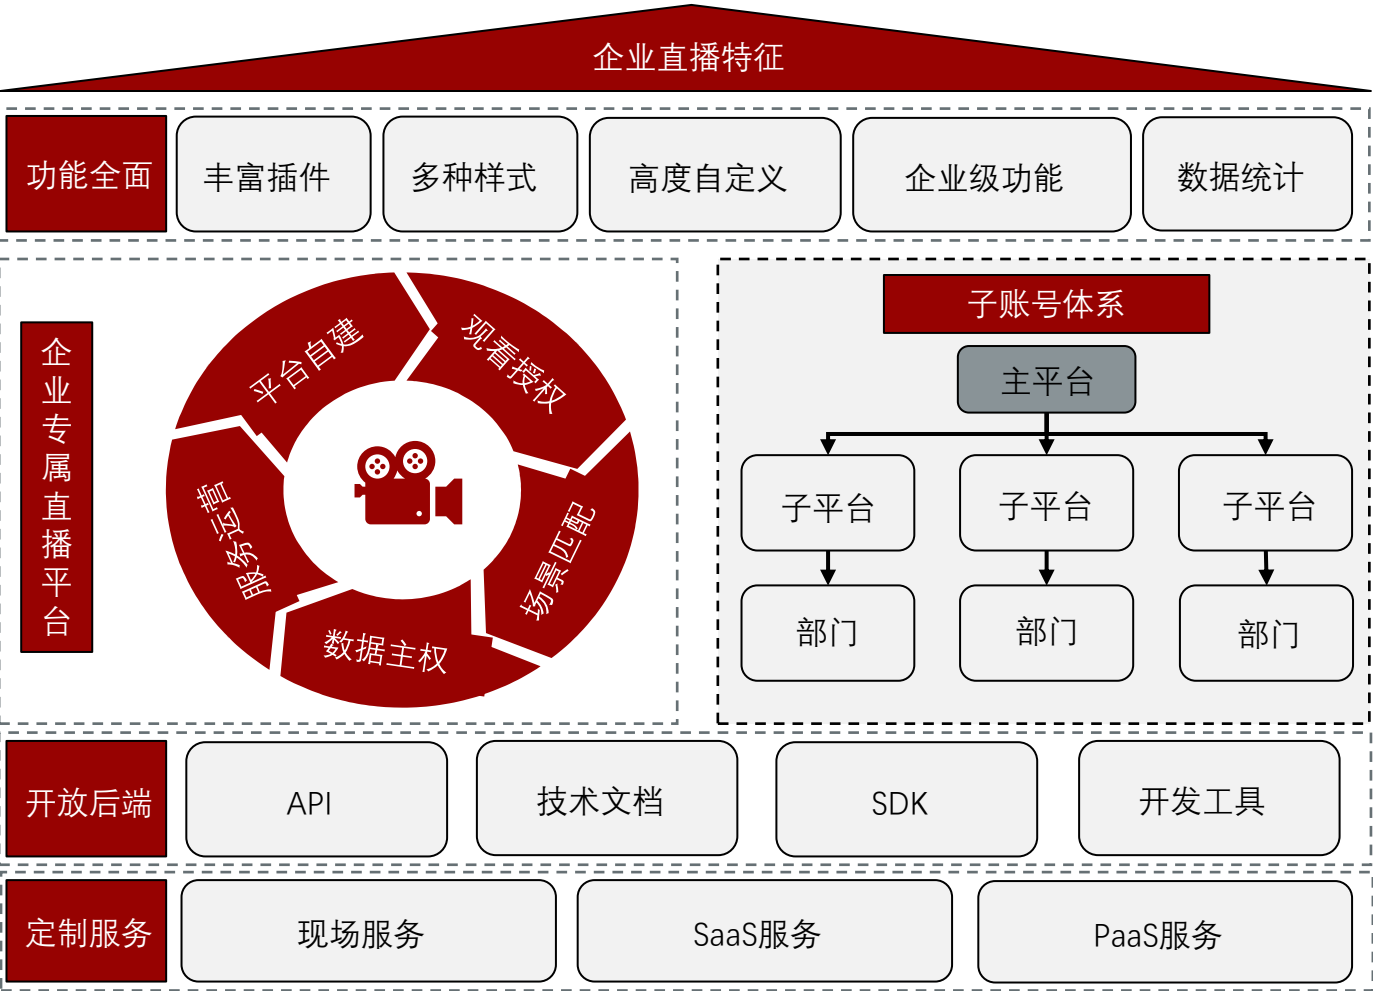 企业直播特征
功能全面
丰富插件
多种样式
高度自定义
企业级功能
数据统计
企业专属直播平台
平台自建
观看授权
场景匹配
数据主权
服务运营
子账号体系
主平台
子平台
子平台
子平台
部门
部门
部门
开放后端
API
技术文档
SDK
开发工具
定制服务
现场服务
SaaS服务
PaaS服务